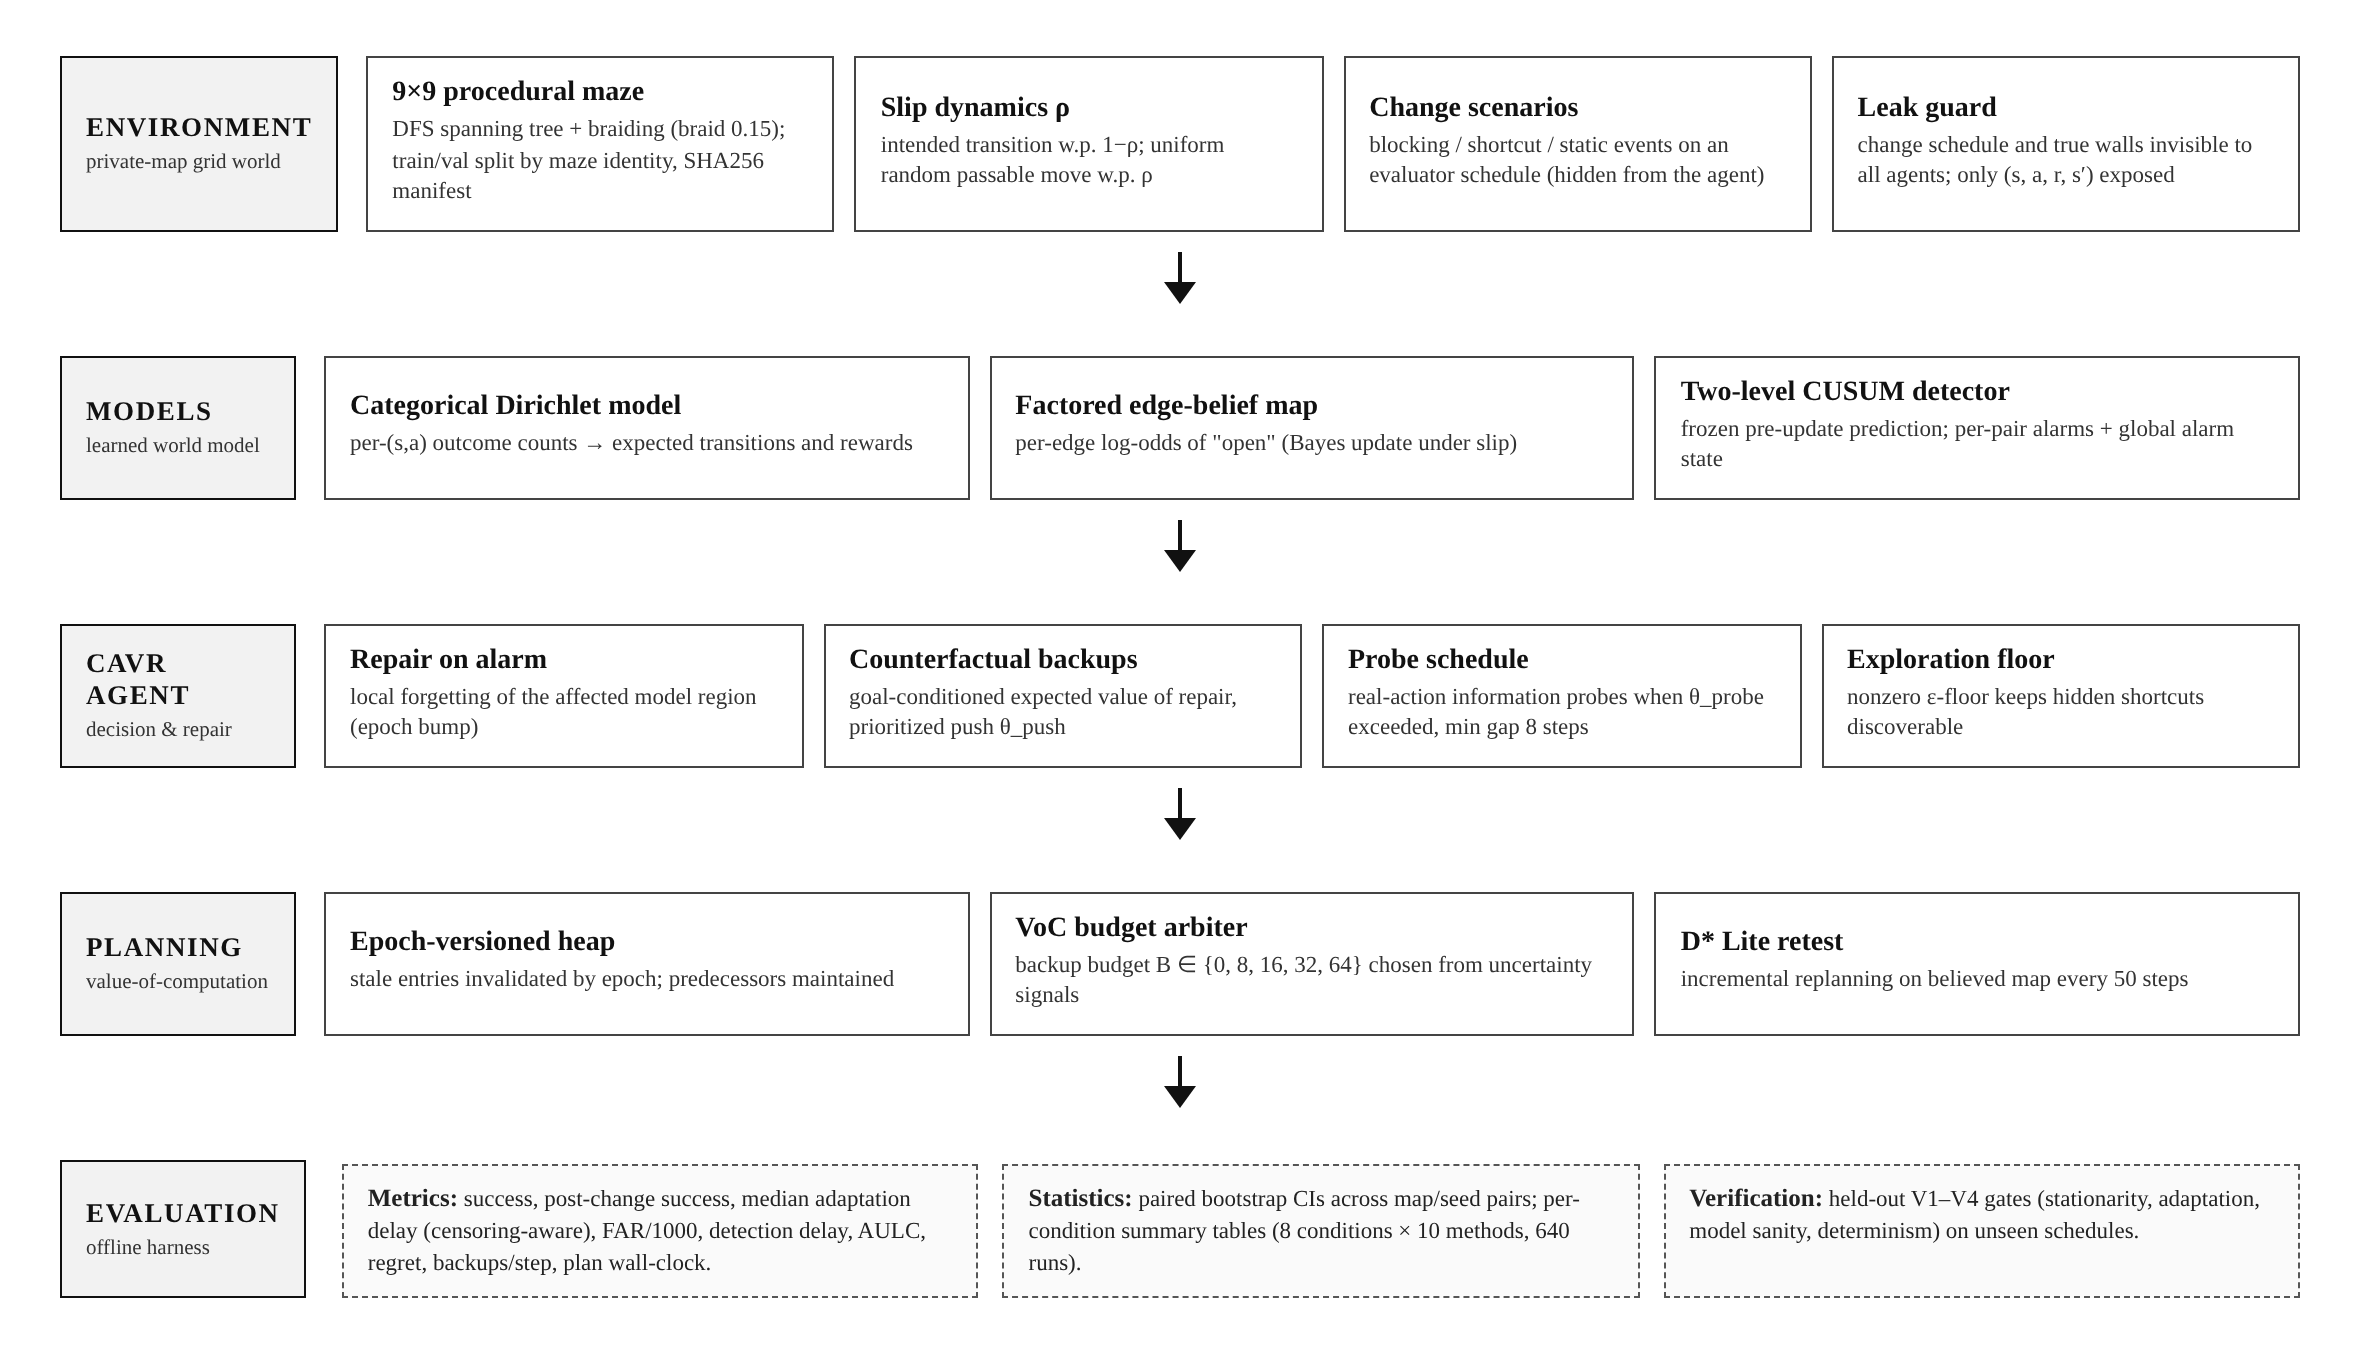 ENVIRONMENT
private-map grid world
9×9 procedural maze
DFS spanning tree + braiding (braid 0.15);
train/val split by maze identity, SHA256
manifest
Slip dynamics ρ
intended transition w.p. 1−ρ; uniform
random passable move w.p. ρ
Change scenarios
blocking / shortcut / static events on an
evaluator schedule (hidden from the agent)
Leak guard
change schedule and true walls invisible to
all agents; only (s, a, r, s′) exposed
MODELS
learned world model
Categorical Dirichlet model
per-(s,a) outcome counts → expected transitions and rewards
Factored edge-belief map
per-edge log-odds of "open" (Bayes update under slip)
Two-level CUSUM detector
frozen pre-update prediction; per-pair alarms + global alarm
state
CAVR
AGENT
decision & repair
Repair on alarm
local forgetting of the affected model region
(epoch bump)
Counterfactual backups
goal-conditioned expected value of repair,
prioritized push θ_push
Probe schedule
real-action information probes when θ_probe
exceeded, min gap 8 steps
Exploration floor
nonzero ε-floor keeps hidden shortcuts
discoverable
PLANNING
value-of-computation
Epoch-versioned heap
stale entries invalidated by epoch; predecessors maintained
VoC budget arbiter
backup budget B ∈ {0, 8, 16, 32, 64} chosen from uncertainty
signals
D* Lite retest
incremental replanning on believed map every 50 steps
EVALUATION
offline harness
Metrics: success, post-change success, median adaptation
delay (censoring-aware), FAR/1000, detection delay, AULC,
regret, backups/step, plan wall-clock.
Statistics: paired bootstrap CIs across map/seed pairs; per-
condition summary tables (8 conditions × 10 methods, 640
runs).
Verification: held-out V1–V4 gates (stationarity, adaptation,
model sanity, determinism) on unseen schedules.